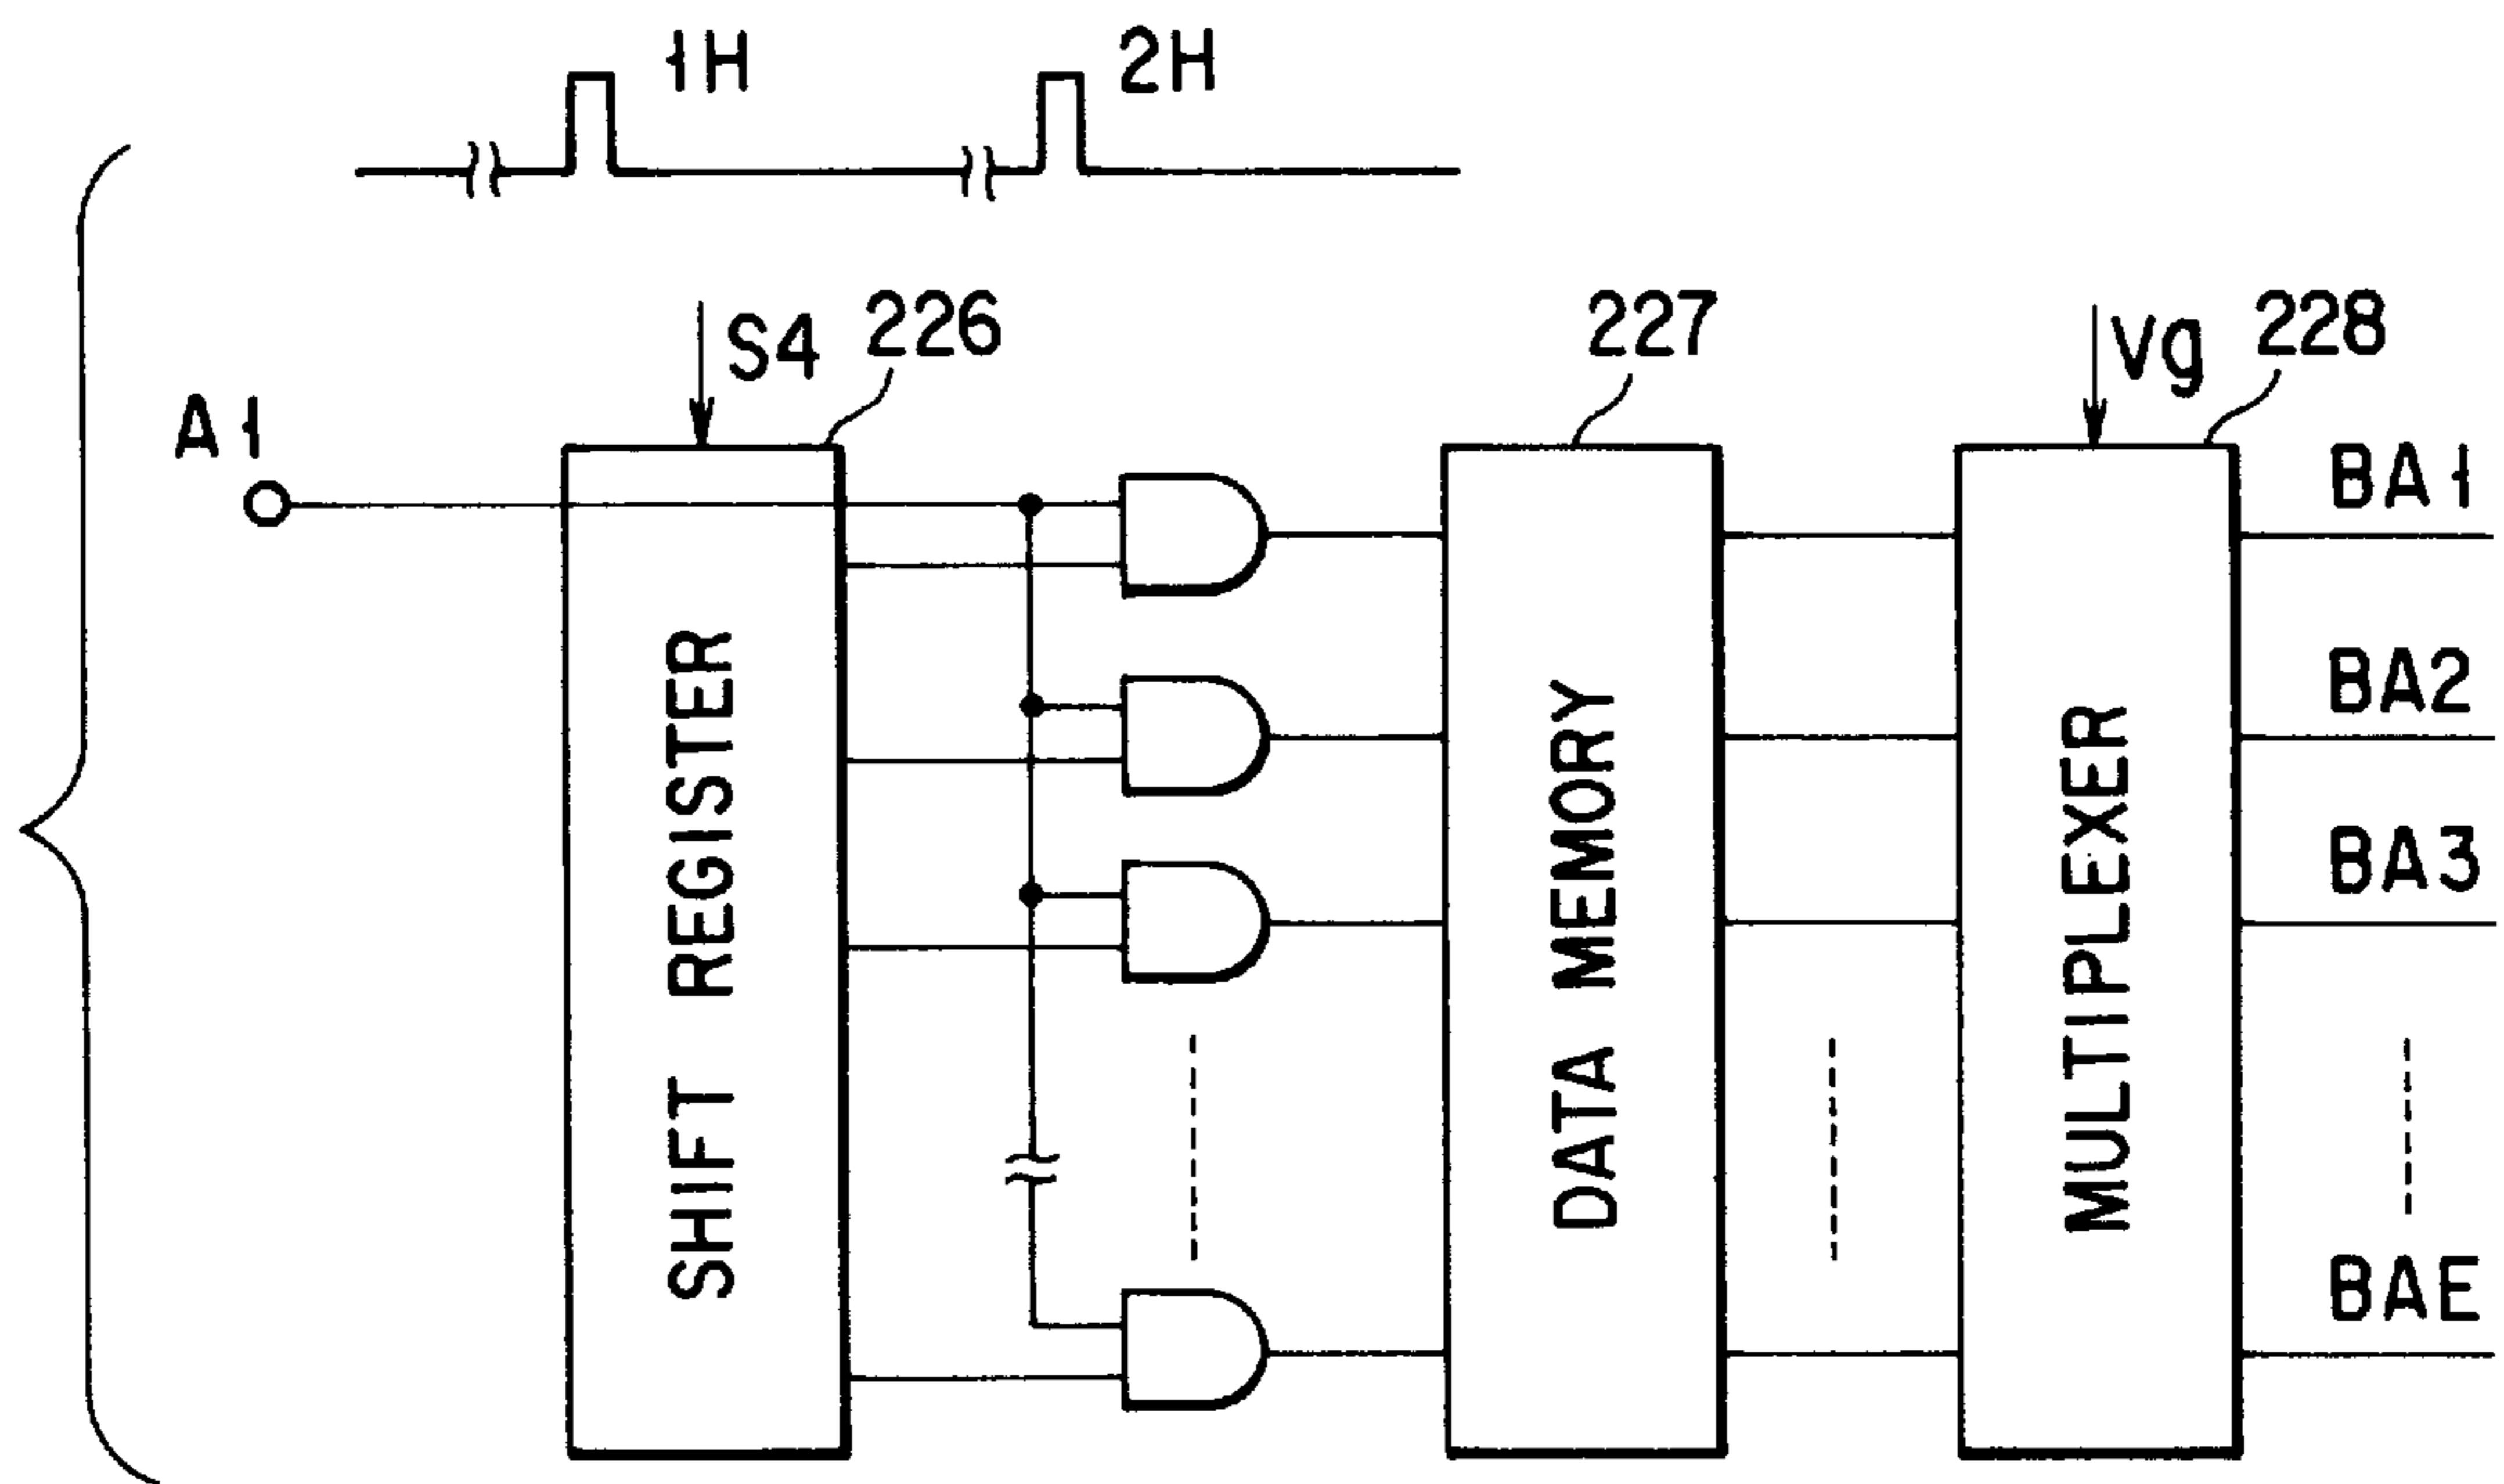 1H
2H
S4
226
227
Vg
228
A1
SHIFT REGISTER
DATA MEMORY
MULTIPLEXER
BA1
BA2
BA3
BAE